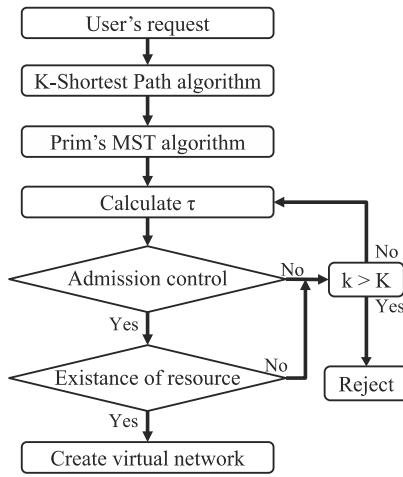 User's request
K-Shortest Path algorithm
Prim's MST algorithm
Calculate τ
Admission control
No
k > K
No
Yes
Yes
Existance of resource
No
Reject
Yes
Create virtual network